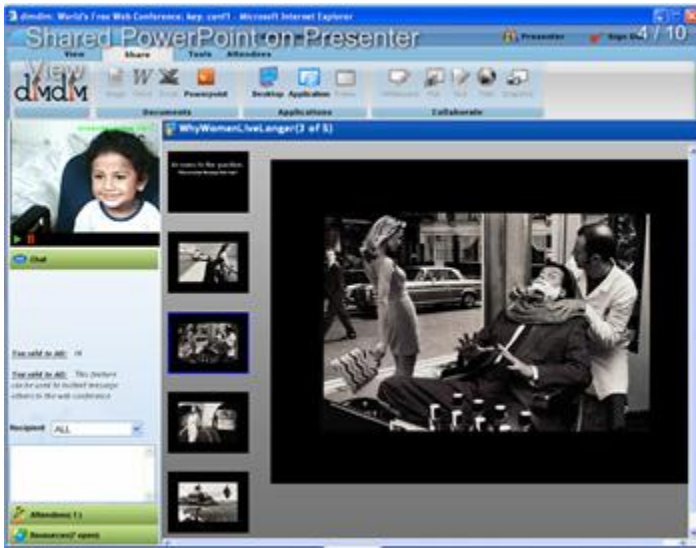 dimdim: World's Free Web Conference. key: conf1 - Microsoft Internet Explorer
Shared PowerPoint on Presenter
View
4 / 10
Presenter
Sign
View Share Tools Attendees
dimdim
Powerpoint
Desktop Application
Documents Applications Collaborate
WhyWomenLiveLonger(3 of 5)
Chat
You said to All: Hi
You said to All: This feature
can be used to
message
others in the web conference
Recipient ALL
Attendees(1)
Resources(7 open)